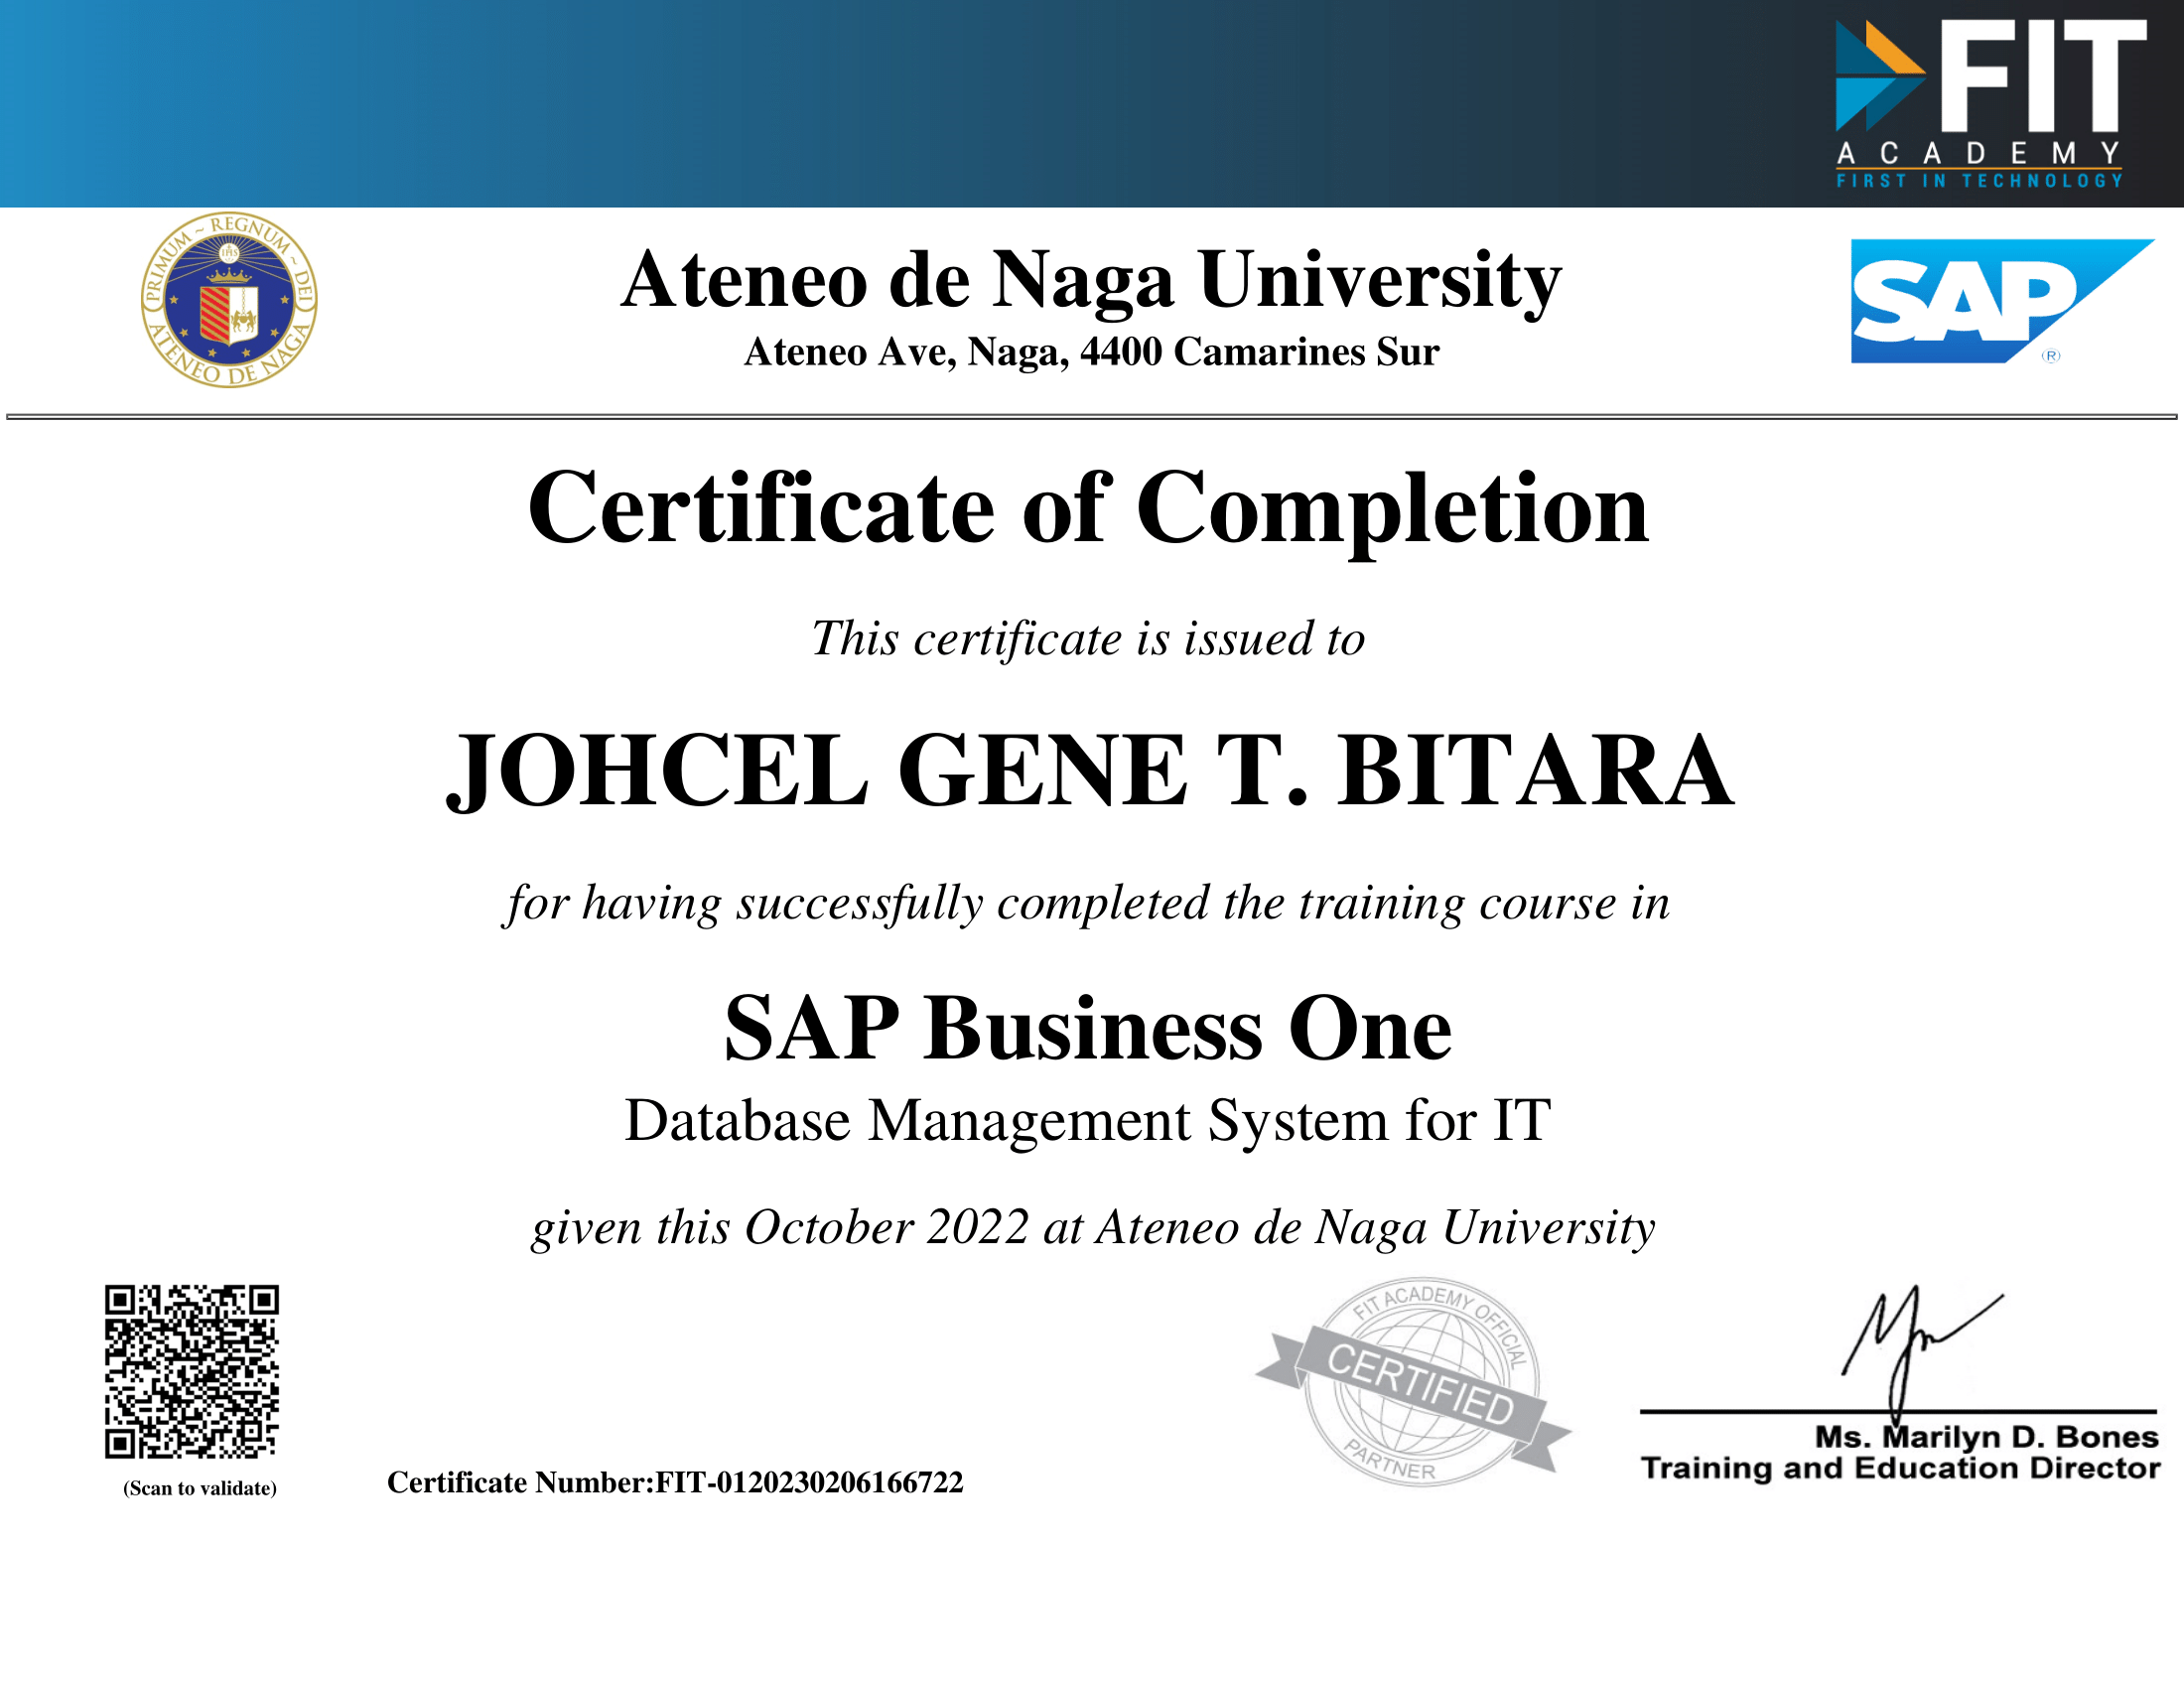 FIT
ACADEMY
FIRST IN TECHNOLOGY
PRIMUM ~ REGNUM ~ DEI
IHS
ATENEO DE NAGA
Ateneo de Naga University
Ateneo Ave, Naga, 4400 Camarines Sur
SAP
®
Certificate of Completion
This certificate is issued to
JOHCEL GENE T. BITARA
for having successfully completed the training course in
SAP Business One
Database Management System for IT
given this October 2022 at Ateneo de Naga University
(Scan to validate)
Certificate Number:FIT-0120230206166722
FIT ACADEMY OFFICIAL
CERTIFIED
PARTNER
Ms. Marilyn D. Bones
Training and Education Director